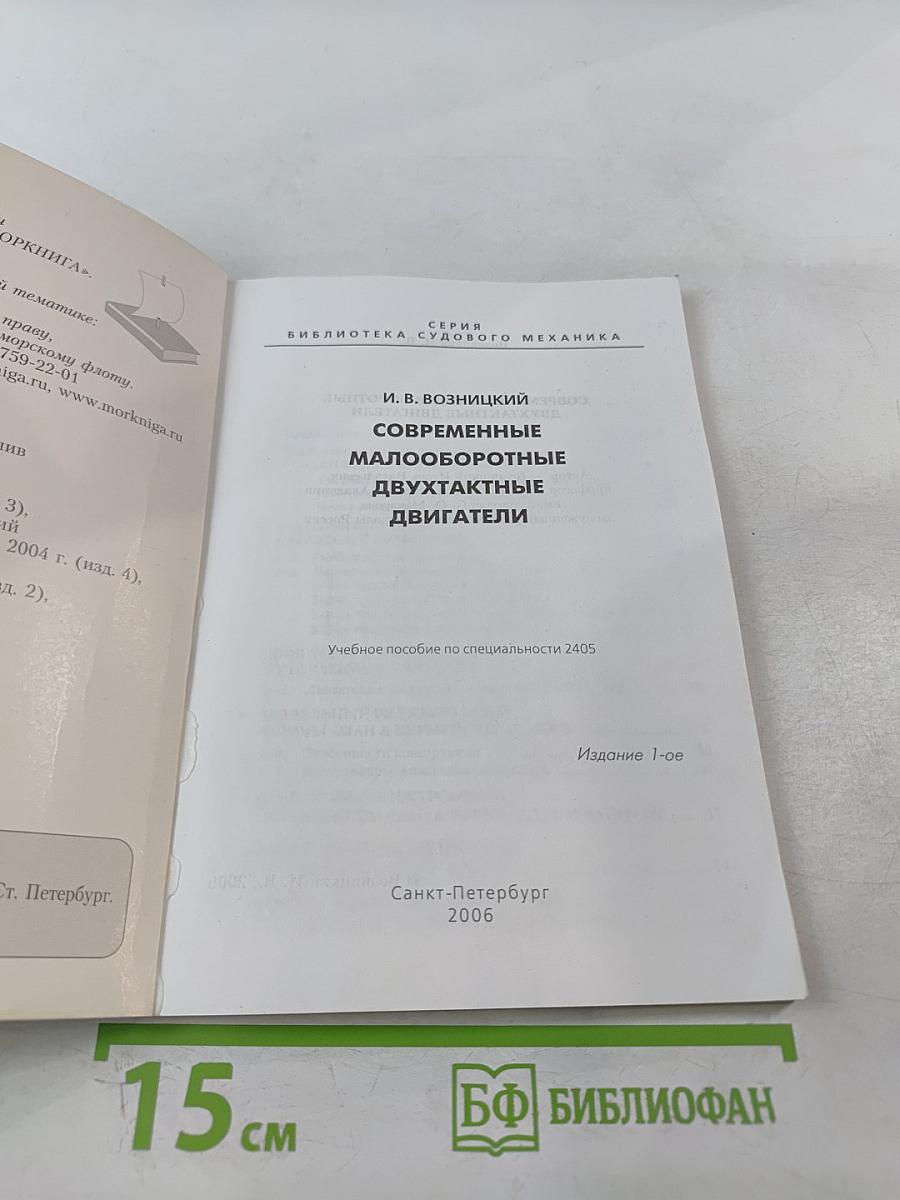 ОРКНИГА».
й тематике:
праву,
морскому флоту.
759-22-01
niga.ru, www.morkniga.ru
3),
2004 г. (изд. 4),
зд. 2),
Ст. Петербург.
СЕРИЯ
БИБЛИОТЕКА СУДОВОГО МЕХАНИКА
И. В. ВОЗНИЦКИЙ
СОВРЕМЕННЫЕ
МАЛООБОРОТНЫЕ
ДВУХТАКТНЫЕ
ДВИГАТЕЛИ
Учебное пособие по специальности 2405
Издание 1-ое
Санкт-Петербург
2006
15 см
БФ БИБЛИОФАН